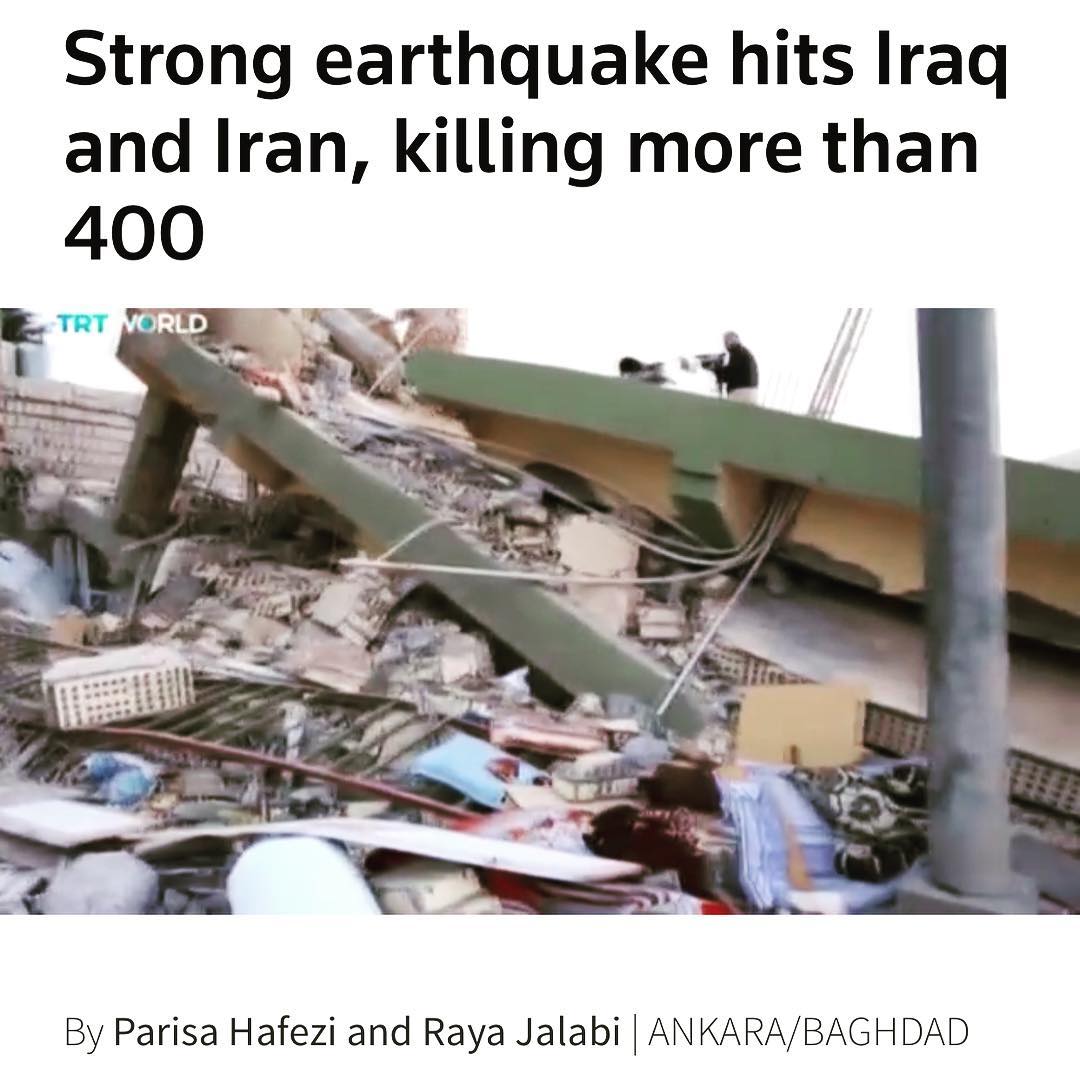 Strong earthquake hits Iraq
and Iran, killing more than
400
TRT WORLD
By Parisa Hafezi and Raya Jalabi | ANKARA/BAGHDAD